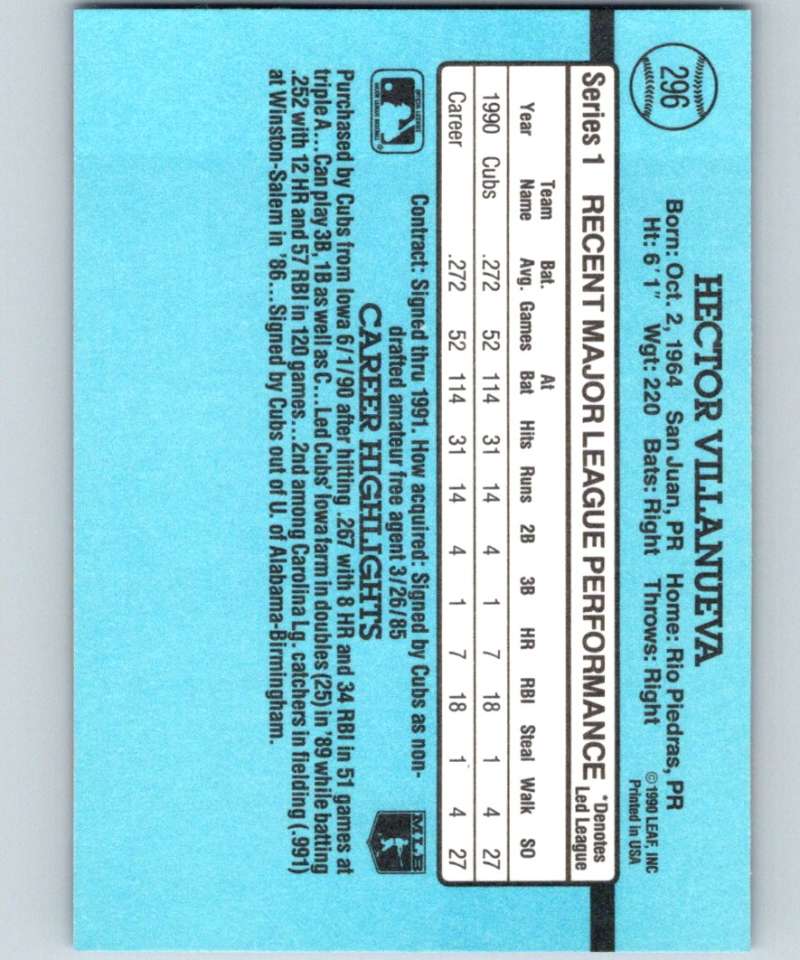 296
HECTOR VILLANUEVA
Born: Oct. 2, 1964 San Juan, PR Home: Rio Piedras, PR
Ht: 6' 1" Wgt: 220 Bats: Right Throws: Right
©1990 LEAF, INC
Printed in USA
Series 1 RECENT MAJOR LEAGUE PERFORMANCE *Denotes Led League
Year Team Name Bat. Avg. Games At Bat Hits Runs 2B 3B HR RBI Steal Walk SO
1990 Cubs .272 52 114 31 14 4 1 7 18 1 4 27
Career .272 52 114 31 14 4 1 7 18 1 4 27
Contract: Signed thru 1991. How acquired: Signed by Cubs as non-
drafted amateur free agent 3/26/85
CAREER HIGHLIGHTS
MLB
Purchased by Cubs from Iowa 6/1/90 after hitting .267 with 8 HR and 34 RBI in 51 games at
triple A...Can play 3B, 1B as well as C...Led Cubs' Iowa farm in doubles (25) in '89 while batting
.252 with 12 HR and 57 RBI in 120 games...2nd among Carolina Lg. catchers in fielding (.991)
at Winston-Salem in '86...Signed by Cubs out of U. of Alabama-Birmingham.